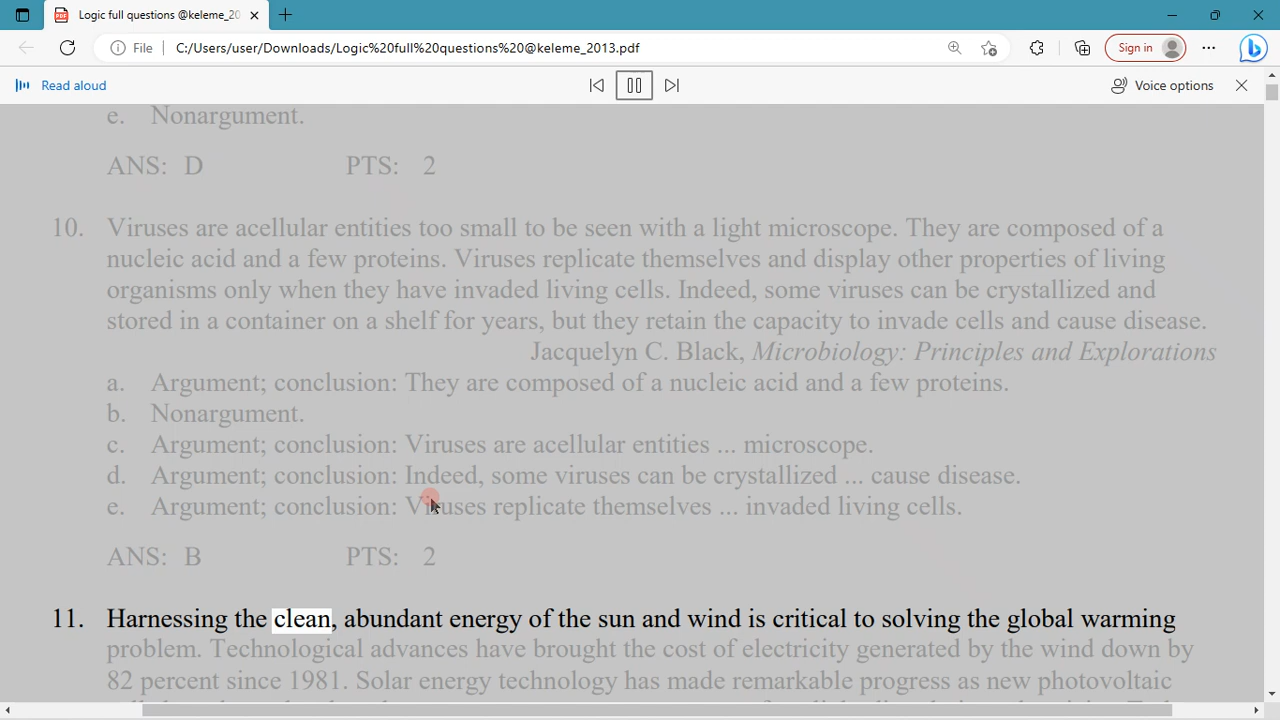 Logic full questions @keleme_20
File
C:/Users/user/Downloads/Logic%20full%20questions%20@keleme_2013.pdf
Sign in
Read aloud
Voice options
e. Nonargument.
ANS: D PTS: 2
10. Viruses are acellular entities too small to be seen with a light microscope. They are composed of a
nucleic acid and a few proteins. Viruses replicate themselves and display other properties of living
organisms only when they have invaded living cells. Indeed, some viruses can be crystallized and
stored in a container on a shelf for years, but they retain the capacity to invade cells and cause disease.
Jacquelyn C. Black, Microbiology: Principles and Explorations
a. Argument; conclusion: They are composed of a nucleic acid and a few proteins.
b. Nonargument.
c. Argument; conclusion: Viruses are acellular entities ... microscope.
d. Argument; conclusion: Indeed, some viruses can be crystallized ... cause disease.
e. Argument; conclusion: Viruses replicate themselves ... invaded living cells.
ANS: B PTS: 2
11. Harnessing the clean, abundant energy of the sun and wind is critical to solving the global warming
problem. Technological advances have brought the cost of electricity generated by the wind down by
82 percent since 1981. Solar energy technology has made remarkable progress as new photovoltaic